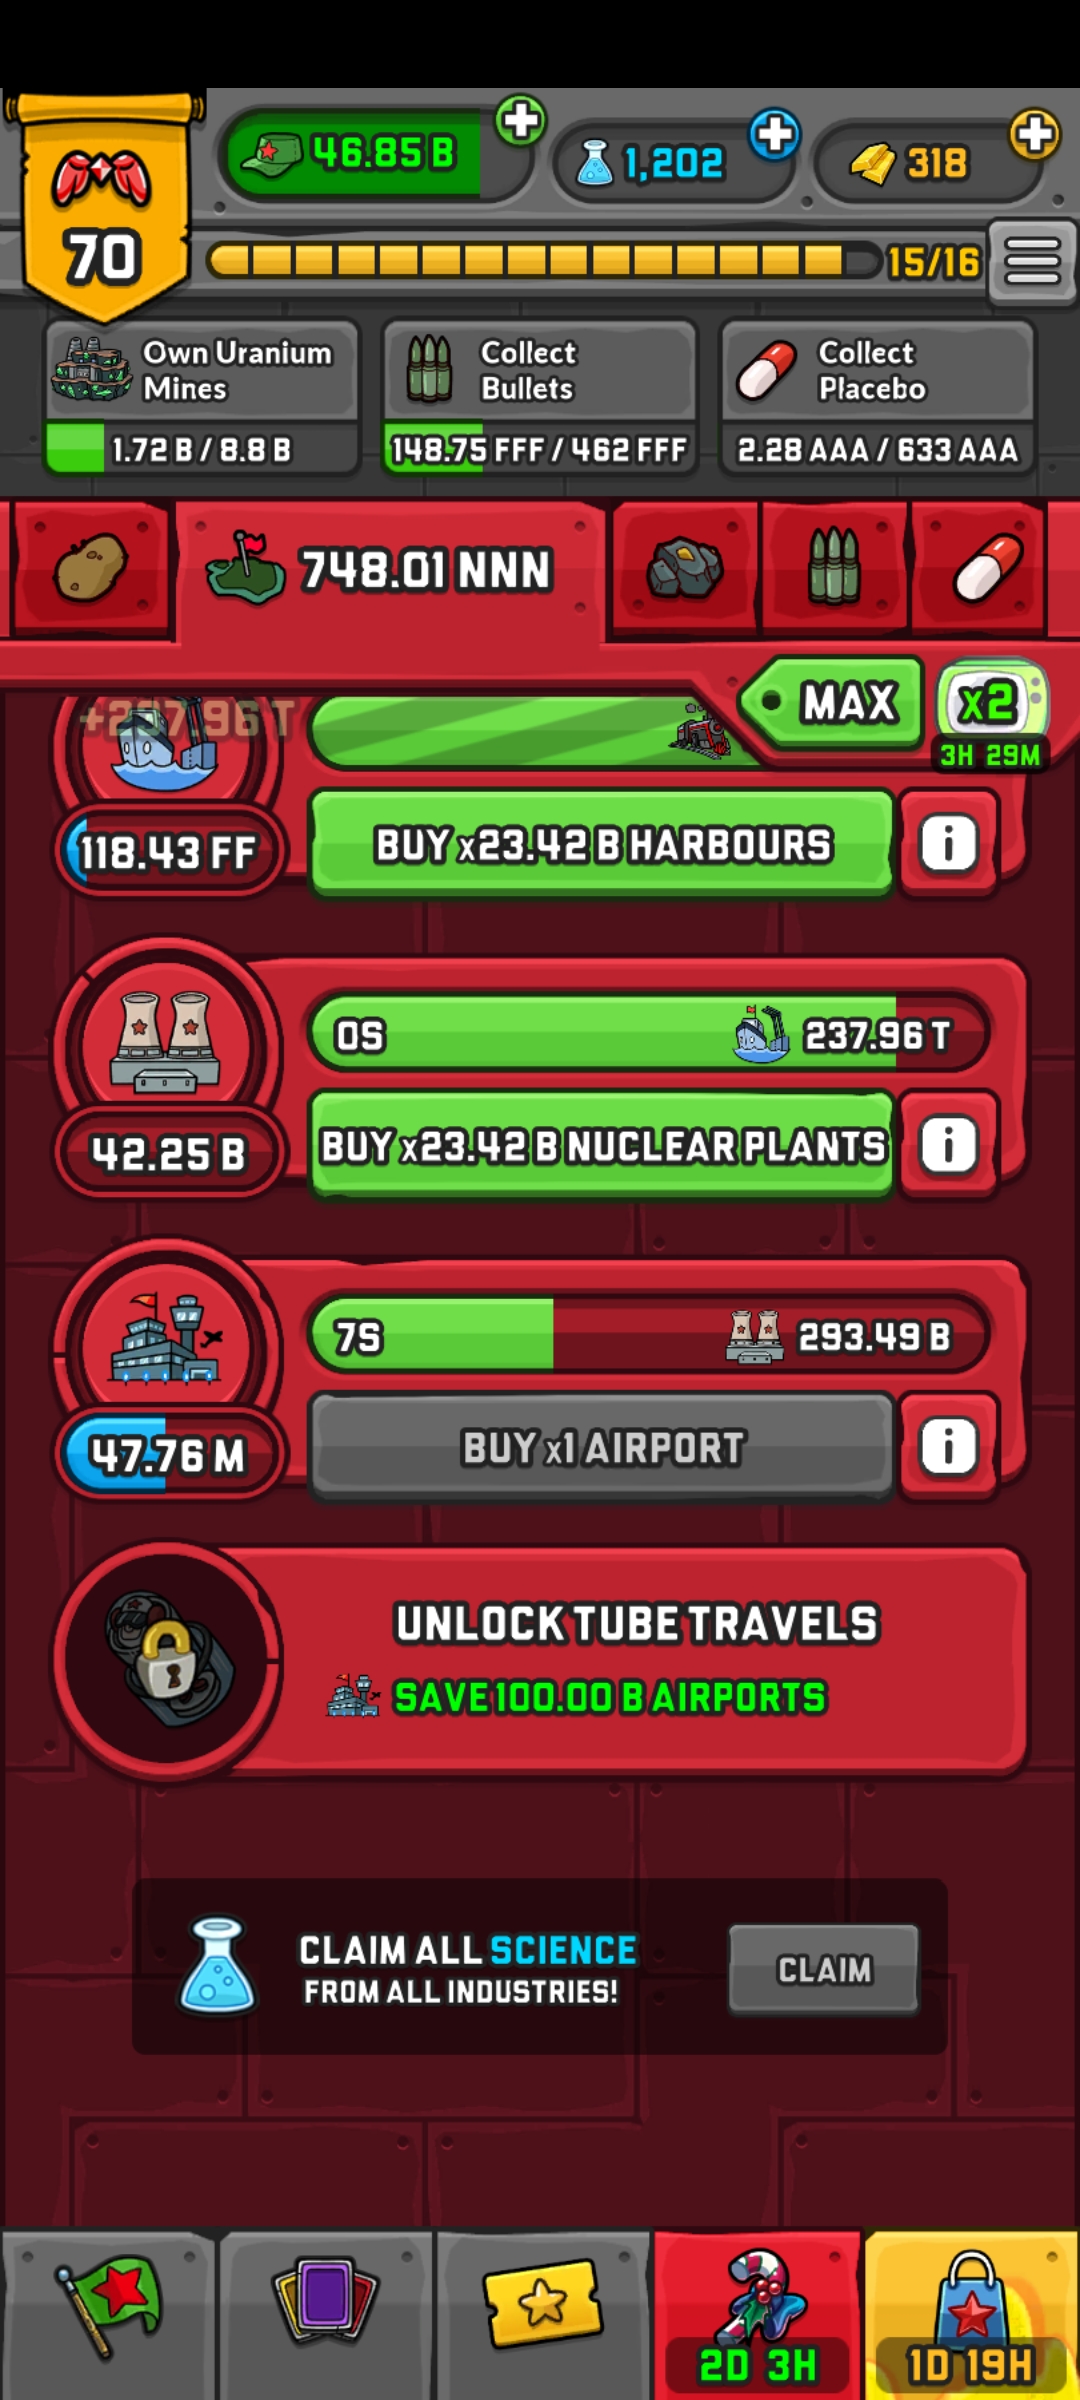 46.85 B
1,202
318
70
15/16
Own Uranium
Mines
1.72 B / 8.8 B
Collect
Bullets
148.75 FFF / 462 FFF
Collect
Placebo
2.28 AAA / 633 AAA
748.01 NNN
MAX
x2
3H 29M
+237.96 T
118.43 FF
BUY x23.42 B HARBOURS
i
0S
237.96 T
42.25 B
BUY x23.42 B NUCLEAR PLANTS
i
7S
293.49 B
47.76 M
BUY x1 AIRPORT
i
UNLOCK TUBE TRAVELS
SAVE 100.00 B AIRPORTS
CLAIM ALL SCIENCE
FROM ALL INDUSTRIES!
CLAIM
2D 3H
1D 19H